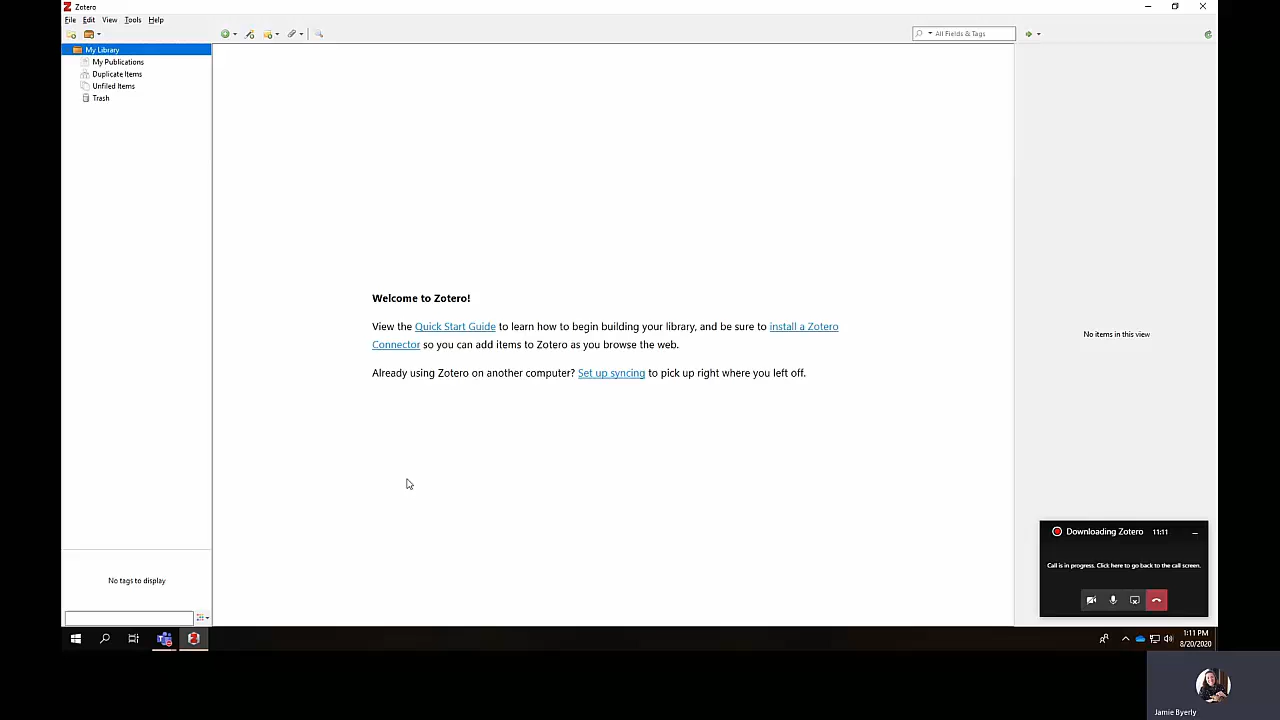 Zotero
File Edit View Tools Help
All Fields & Tags
My Library
My Publications
Duplicate Items
Unfiled Items
Trash
Welcome to Zotero!
View the Quick Start Guide to learn how to begin building your library, and be sure to install a Zotero
Connector so you can add items to Zotero as you browse the web.
Already using Zotero on another computer? Set up syncing to pick up right where you left off.
No items in this view
No tags to display
Downloading Zotero 11:11
Call is in progress. Click here to go back to the call screen.
1:11 PM
8/20/2020
Jamie Byerly